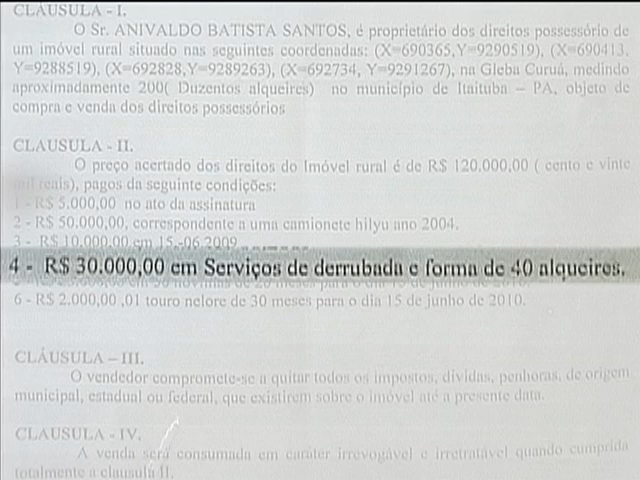 CLÁUSULA - I.
O Sr. ANIVALDO BATISTA SANTOS, é proprietário dos direitos possessório de
um imóvel rural situado nas seguintes coordenadas: (X=690365,Y=9290519), (X=690413,
Y=9288519), (X=692828,Y=9289263), (X=692734, Y=9291267), na Gleba Curuá, medindo
aproximadamente 200( Duzentos alqueires) no município de Itaituba – PA, objeto de
compra e venda dos direitos possessórios
CLAUSULA - II.
O preço acertado dos direitos do Imóvel rural é de R$ 120.000,00 ( cento e vinte
mil reais), pagos da seguinte condições:
1 - R$ 5.000,00 no ato da assinatura
2 - R$ 50.000,00, correspondente a uma camionete hilyu ano 2004.
3 - R$ 10.000,00 em 15.-06 2009
4 - R$ 30.000,00 em Serviços de derrubada e forma de 40 alqueires.
6 - R$ 2.000,00 ,01 touro nelore de 30 meses para o dia 15 de junho de 2010.
CLÁUSULA – III.
O vendedor compromete-se a quitar todos os impostos, dividas, penhoras, de origem
municipal, estadual ou federal, que existirem sobre o imóvel até a presente data.
CLAUSULA - IV.
A venda será consumada em caráter irrevogável e irretratável quando cumprida
totalmente a clausula II.